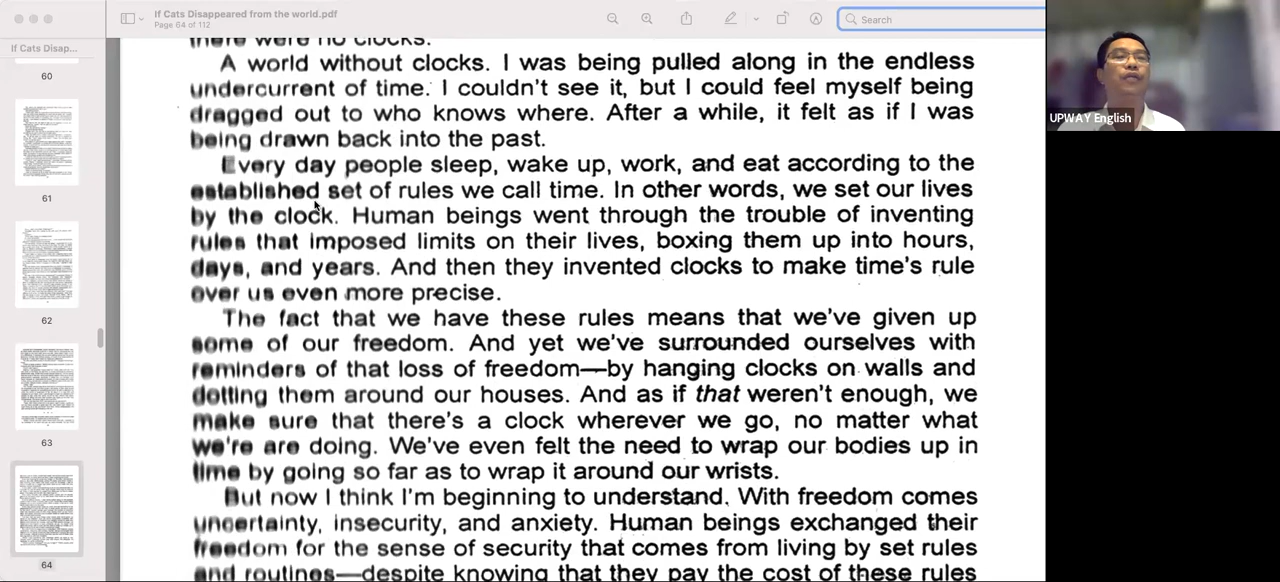 If Cats Disappeared from the world.pdf
Page 64 of 112
Search
If Cats Disap...
60
61
62
63
64
there were no clocks.
A world without clocks. I was being pulled along in the endless
undercurrent of time. I couldn't see it, but I could feel myself being
dragged out to who knows where. After a while, it felt as if I was
being drawn back into the past.
Every day people sleep, wake up, work, and eat according to the
established set of rules we call time. In other words, we set our lives
by the clock. Human beings went through the trouble of inventing
rules that imposed limits on their lives, boxing them up into hours,
days, and years. And then they invented clocks to make time's rule
over us even more precise.
The fact that we have these rules means that we've given up
some of our freedom. And yet we've surrounded ourselves with
reminders of that loss of freedom—by hanging clocks on walls and
dotting them around our houses. And as if that weren't enough, we
make sure that there's a clock wherever we go, no matter what
we're are doing. We've even felt the need to wrap our bodies up in
time by going so far as to wrap it around our wrists.
But now I think I'm beginning to understand. With freedom comes
uncertainty, insecurity, and anxiety. Human beings exchanged their
freedom for the sense of security that comes from living by set rules
and routines—despite knowing that they pay the cost of these rules
UPWAY English